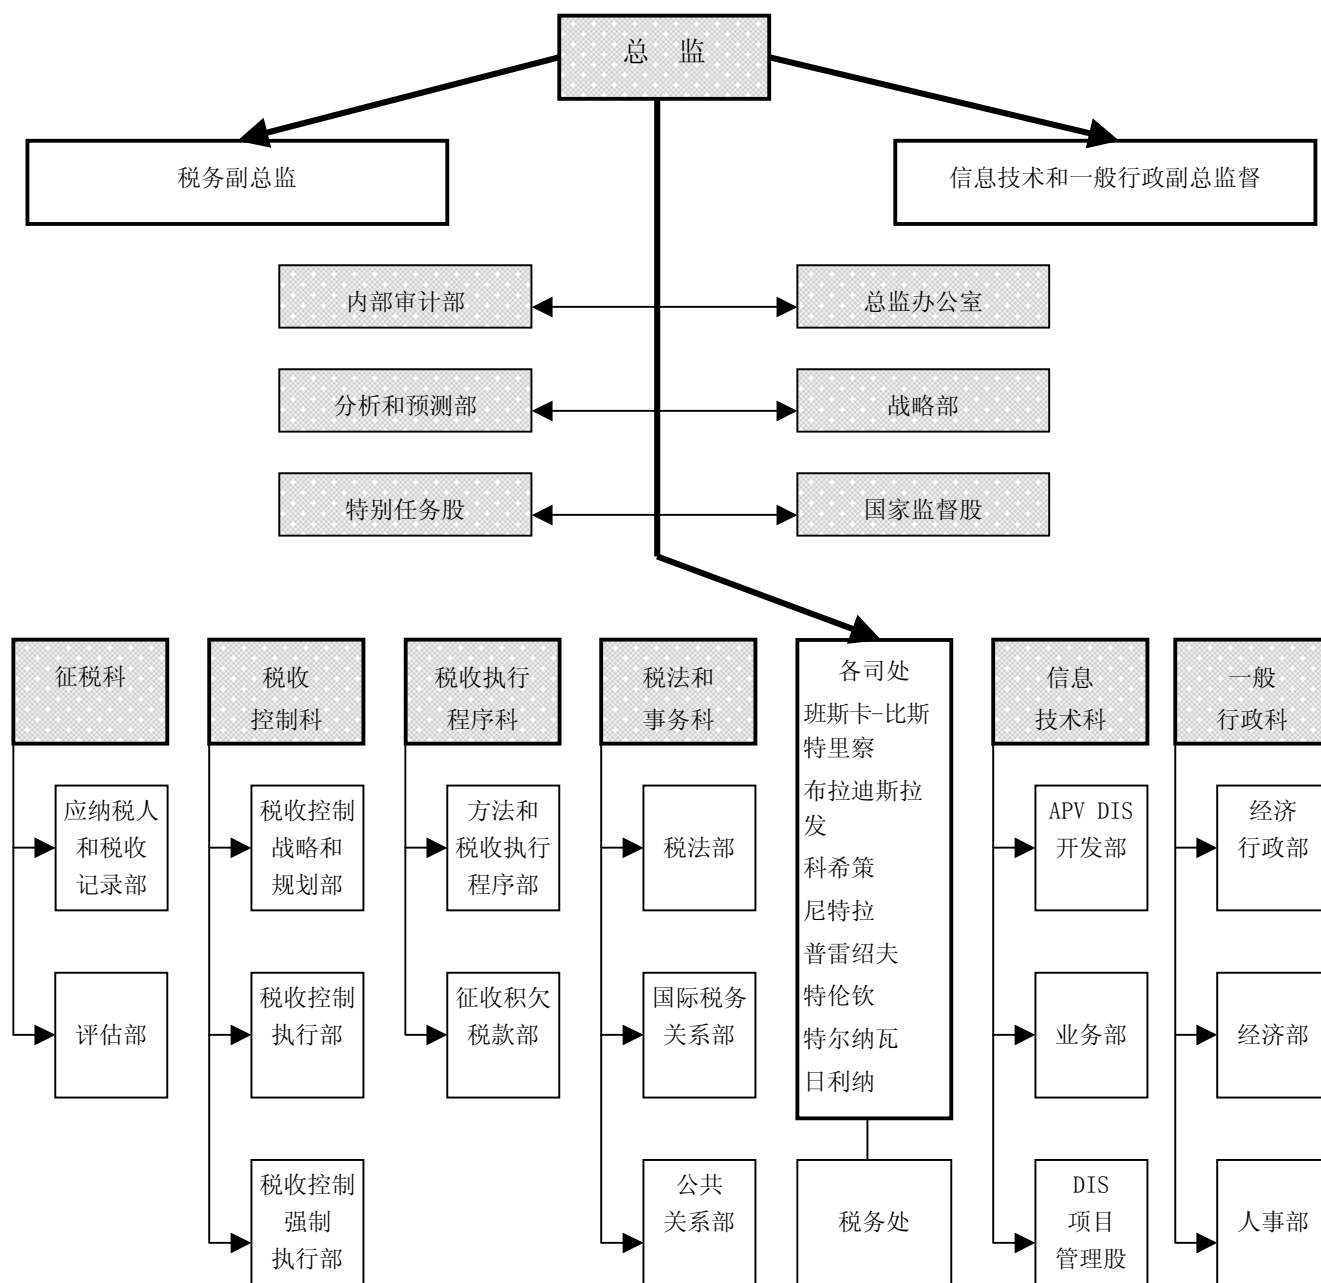 总 监
税务副总监
信息技术和一般行政副总监督
内部审计部
总监办公室
分析和预测部
战略部
特别任务股
国家监督股
征税科
税收
控制科
税收执行
程序科
税法和
事务科
各司处
班斯卡-比斯
特里察
布拉迪斯拉
发
科希策
尼特拉
普雷绍夫
特伦钦
特尔纳瓦
日利纳
信息
技术科
一般
行政科
应纳税人
和税收
记录部
税收控制
战略和
规划部
方法和
税收执行
程序部
税法部
APV DIS
开发部
经济
行政部
评估部
税收控制
执行部
征收积欠
税款部
国际税务
关系部
业务部
经济部
税收控制
强制
执行部
公共
关系部
税务处
DIS
项目
管理股
人事部